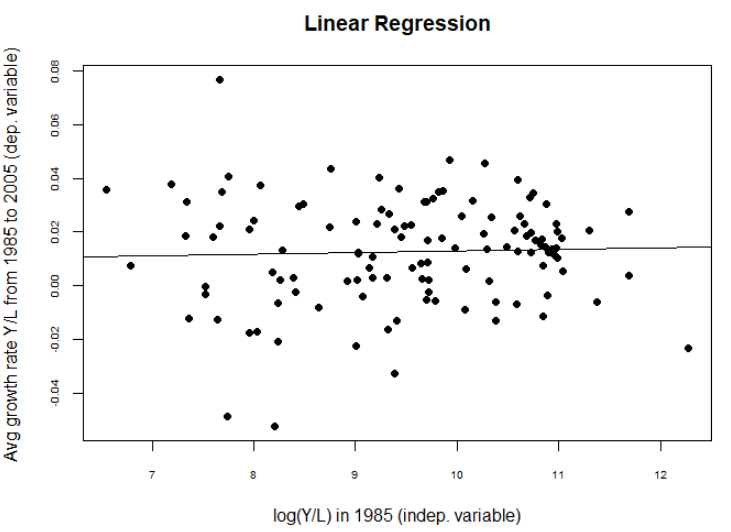 Linear Regression
Avg growth rate Y/L from 1985 to 2005 (dep. variable)
0.08
0.06
0.04
0.02
0.00
-0.02
-0.04
7 8 9 10 11 12
log(Y/L) in 1985 (indep. variable)